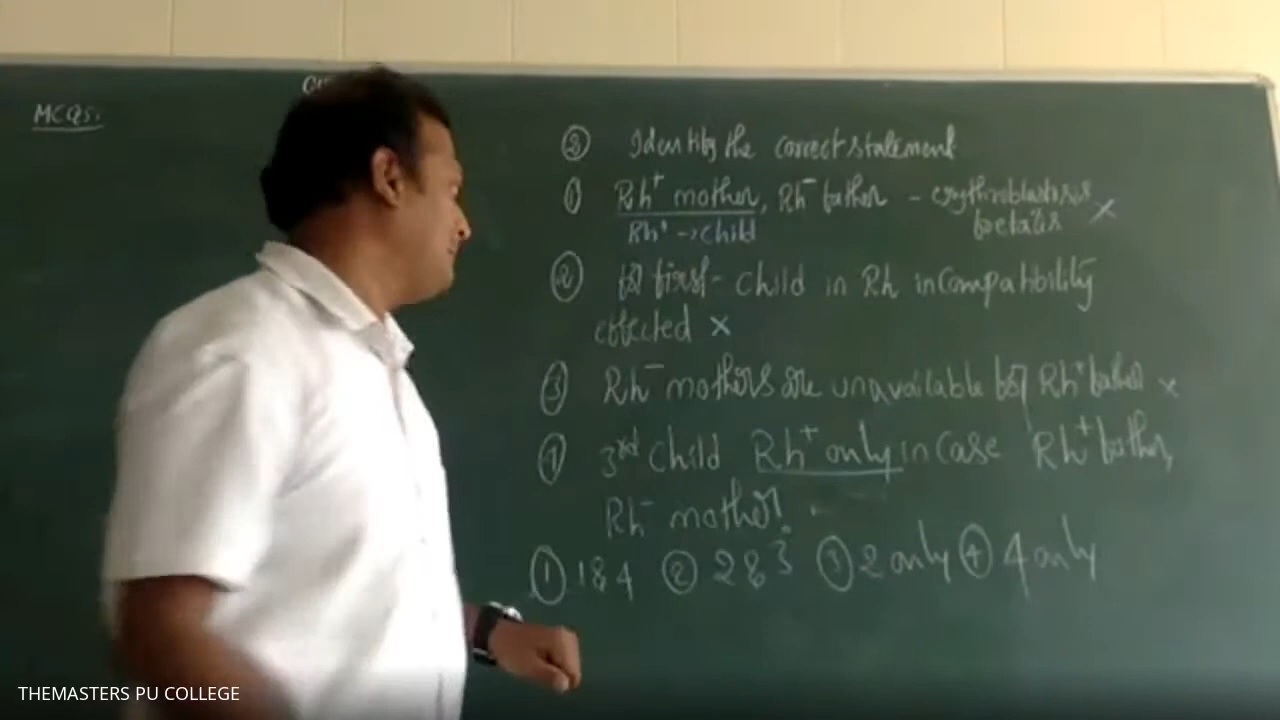 MCQs:
③ Identify the correct statement
① Rh⁺ mother, Rh⁻ father - erythroblastosis
Rh⁺ → child foetalis ×
② first - child in Rh incompatibility
effected ×
③ Rh⁻ mothers are unavailable for Rh⁺ father ×
④ 3rd child Rh⁺ only in case Rh⁺ father,
Rh⁻ mother.
① 1&4 ② 2&3 ③ 2 only ④ 4 only
THEMASTERS PU COLLEGE